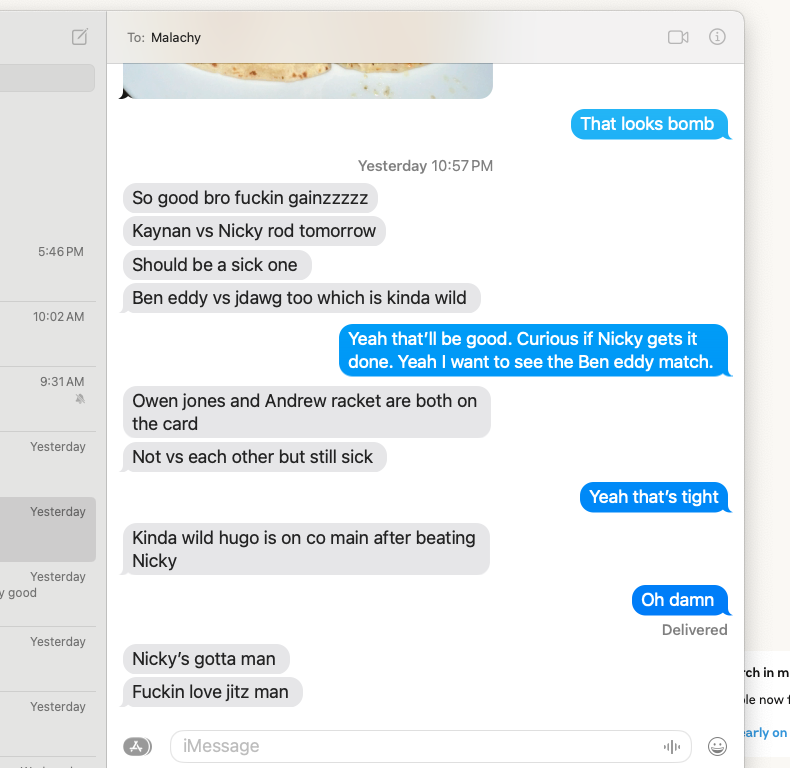 To: Malachy
That looks bomb
Yesterday 10:57 PM
So good bro fuckin gainzzzzz
Kaynan vs Nicky rod tomorrow
Should be a sick one
Ben eddy vs jdawg too which is kinda wild
Yeah that'll be good. Curious if Nicky gets it
done. Yeah I want to see the Ben eddy match.
Owen jones and Andrew racket are both on
the card
Not vs each other but still sick
Yeah that's tight
Kinda wild hugo is on co main after beating
Nicky
Oh damn
Delivered
Nicky's gotta man
Fuckin love jitz man
iMessage
5:46 PM
10:02 AM
9:31 AM
Yesterday
Yesterday
Yesterday
y good
Yesterday
Yesterday
rch in m
ple now f
early on